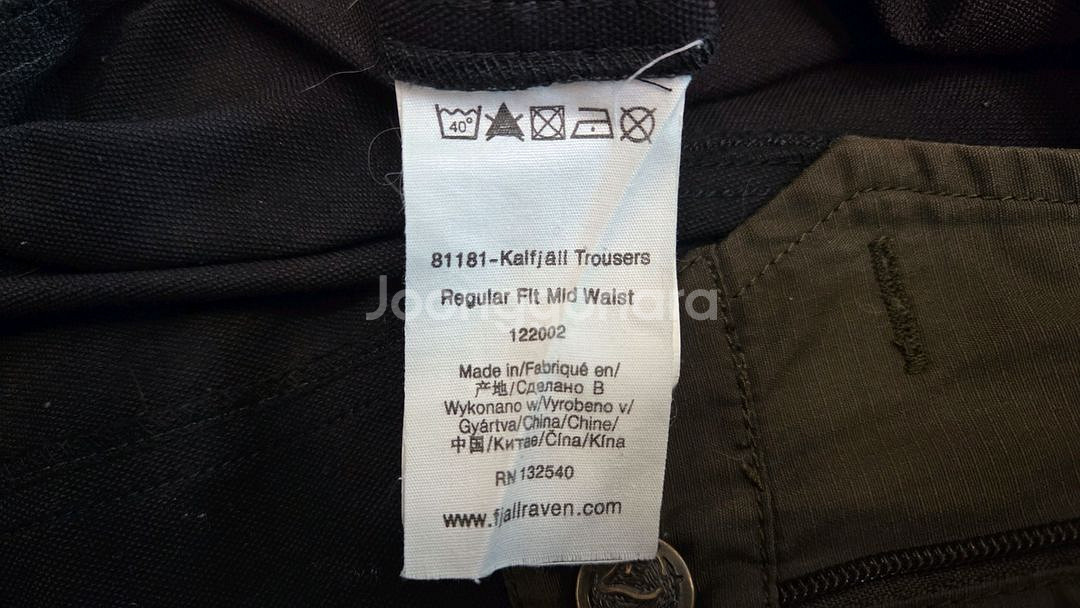 40°
81181-Kalfjäll Trousers
Regular Fit Mid Waist
Joonggonara
122002
Made in/Fabriqué en/
产地/Сделано В
Wykonano w/Vyrobeno v/
Gyártva/China/Chine/
中国/Китае/Čína/Kína
RN 132540
www.fjallraven.com